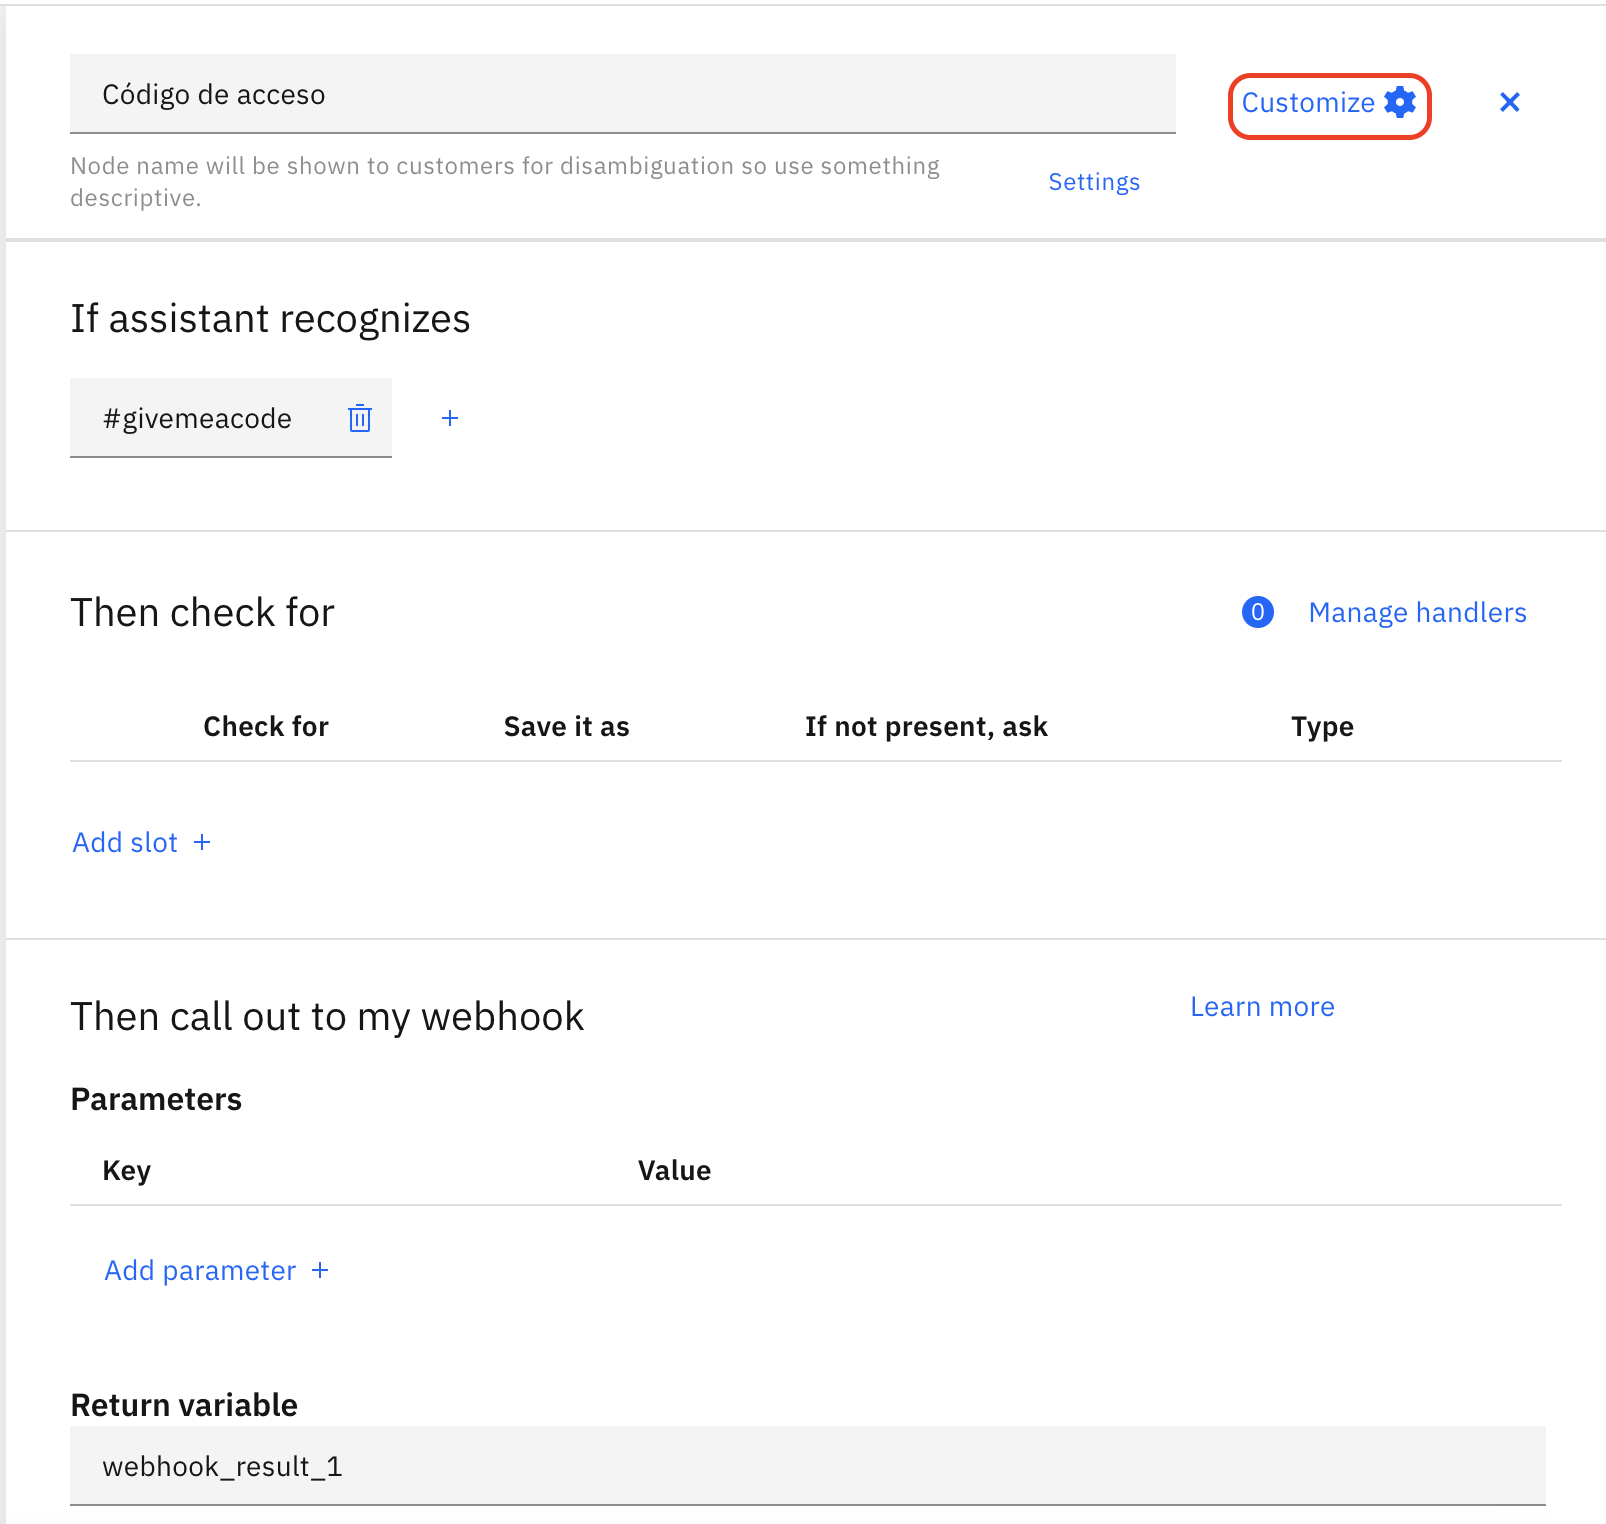 Código de acceso
Customize
Node name will be shown to customers for disambiguation so use something
descriptive.
Settings
If assistant recognizes
#givemeacode
+
Then check for
0 Manage handlers
Check for Save it as If not present, ask Type
Add slot +
Then call out to my webhook
Learn more
Parameters
Key Value
Add parameter +
Return variable
webhook_result_1